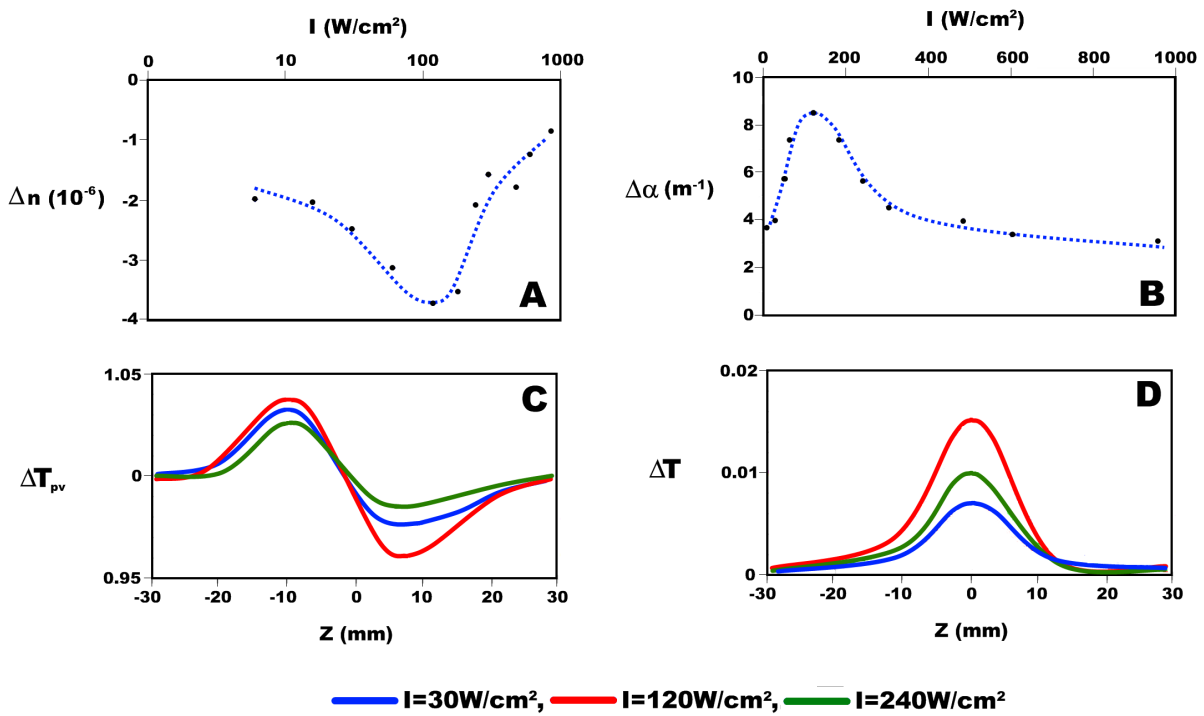 I (W/cm²)
0 10 100 1000
0
-1
-2
-3
-4
Δn (10⁻⁶)
A
I (W/cm²)
0 200 400 600 800 1000
10
8
6
4
2
0
Δα (m⁻¹)
B
1.05
0
0.95
ΔTpv
C
-30 -20 -10 0 10 20 30
Z (mm)
0.02
0.01
0
ΔT
D
-30 -20 -10 0 10 20 30
Z (mm)
I=30W/cm², I=120W/cm², I=240W/cm²